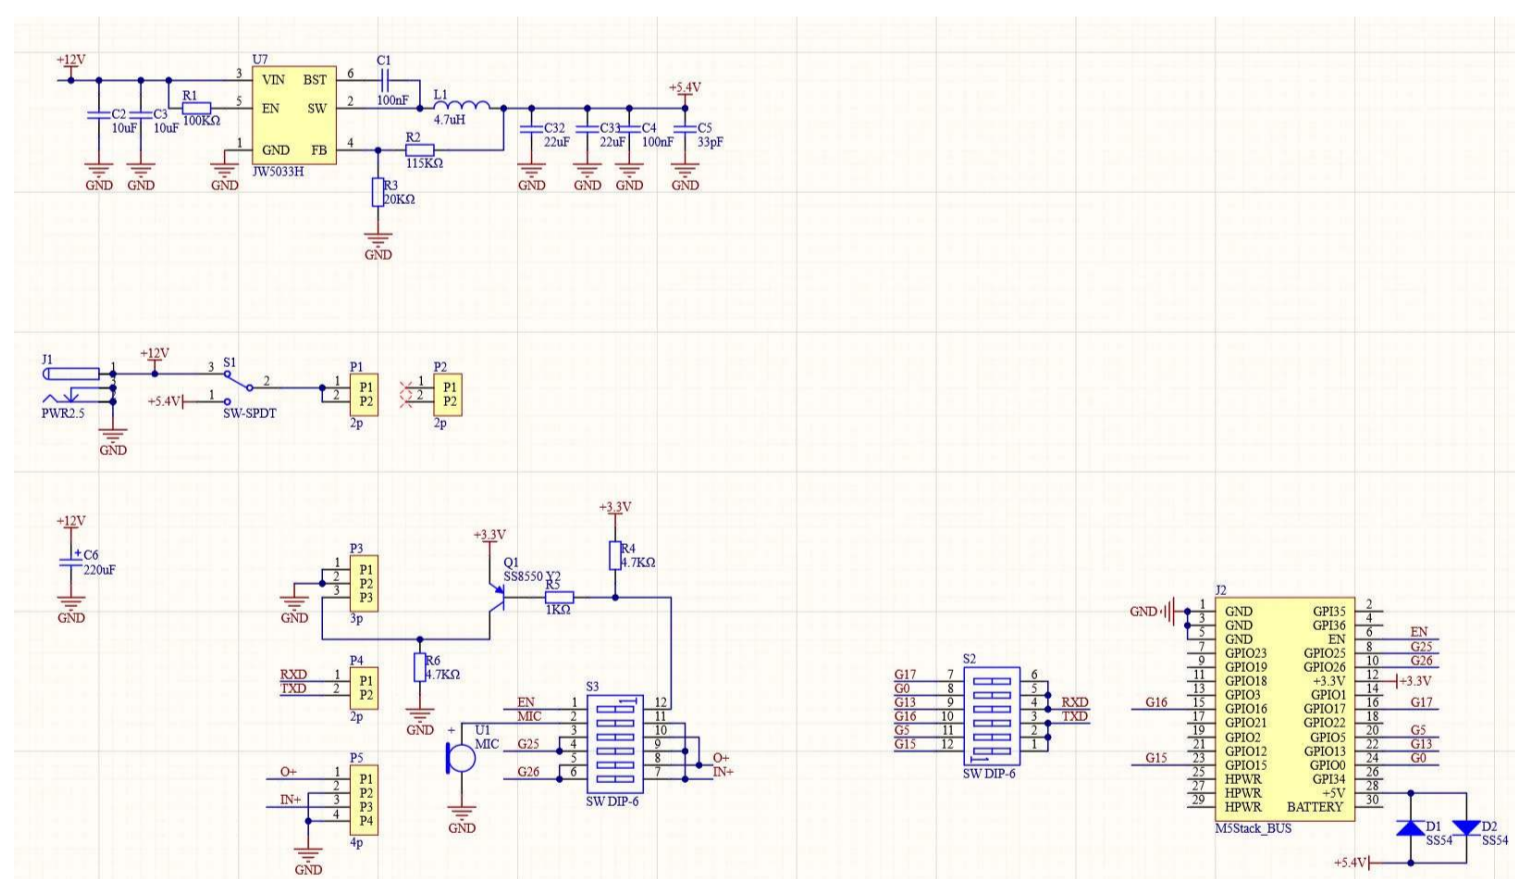 +12V
U7
3 VIN BST 6
C1
100nF
R1
100KΩ
5 EN SW 2
L1
4.7uH
+5.4V
C2
10uF
C3
10uF
1 GND FB 4
JW5033H
R2
115KΩ
R3
20KΩ
C32
22uF
C33
22uF
C4
100nF
C5
33pF
GND
GND
GND
GND
GND
GND
GND
GND
J1
PWR2.5
1
+12V
3
S1
2
+5.4V
1
SW-SPDT
GND
P1
1 P1
2 P2
2p
P2
1 P1
2 P2
2p
+12V
C6
220uF
GND
P3
1 P1
2 P2
3 P3
3p
GND
+3.3V
Q1
SS8550 Y2
R5
1KΩ
+3.3V
R4
4.7KΩ
R6
4.7KΩ
GND
P4
RXD 1 P1
TXD 2 P2
2p
P5
O+ 1 P1
2 P2
IN+ 3 P3
4 P4
4p
GND
U1
MIC
+
GND
S3
EN 1 12
MIC 2 11
3 10
G25 4 9
5 8 O+
G26 6 7 IN+
1
SW DIP-6
S2
G17 7 6
G0 8 5
G13 9 4 RXD
G16 10 3 TXD
G5 11 2
G15 12 1
1
SW DIP-6
J2
GND 1 GND GPI35 2
3 GND GPI36 4
5 GND EN 6 EN
7 GPIO23 GPIO25 8 G25
9 GPIO19 GPIO26 10 G26
11 GPIO18 +3.3V 12 +3.3V
13 GPIO3 GPIO1 14
G16 15 GPIO16 GPIO17 16 G17
17 GPIO21 GPIO22 18
19 GPIO2 GPIO5 20 G5
21 GPIO12 GPIO13 22 G13
G15 23 GPIO15 GPIO0 24 G0
25 HPWR GPI34 26
27 HPWR +5V 28
29 HPWR BATTERY 30
M5Stack_BUS
D1
SS54
D2
SS54
+5.4V